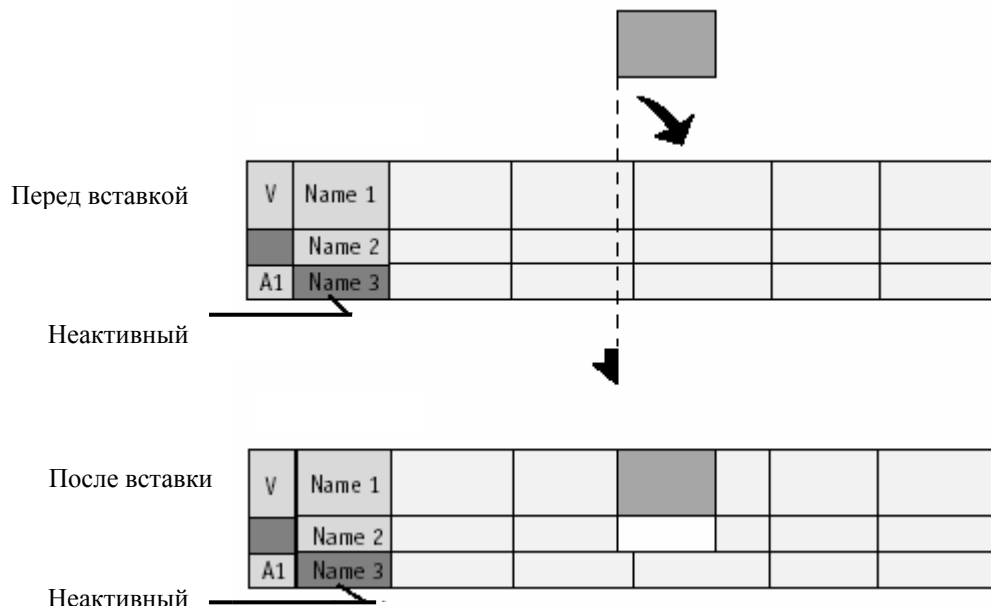 Перед вставкой
V Name 1
Name 2
A1 Name 3
Неактивный
После вставки
V Name 1
Name 2
A1 Name 3
Неактивный